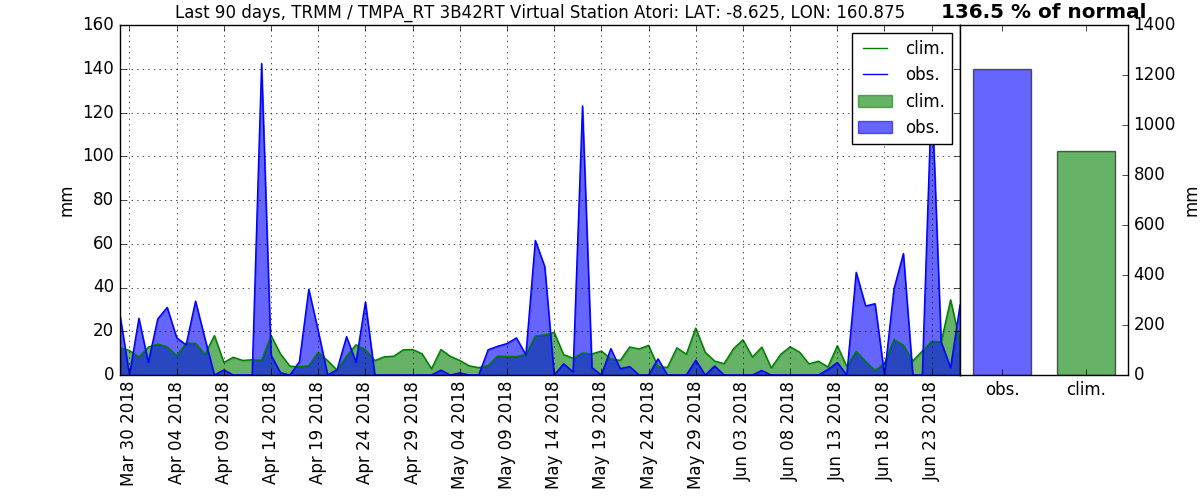 Last 90 days, TRMM / TMPA_RT 3B42RT Virtual Station Atori: LAT: -8.625, LON: 160.875
136.5 % of normal
160
140
120
100
80
60
40
20
0
mm
clim.
obs.
clim.
obs.
1400
1200
1000
800
600
400
200
0
mm
obs.
clim.
Mar 30 2018
Apr 04 2018
Apr 09 2018
Apr 14 2018
Apr 19 2018
Apr 24 2018
Apr 29 2018
May 04 2018
May 09 2018
May 14 2018
May 19 2018
May 24 2018
May 29 2018
Jun 03 2018
Jun 08 2018
Jun 13 2018
Jun 18 2018
Jun 23 2018